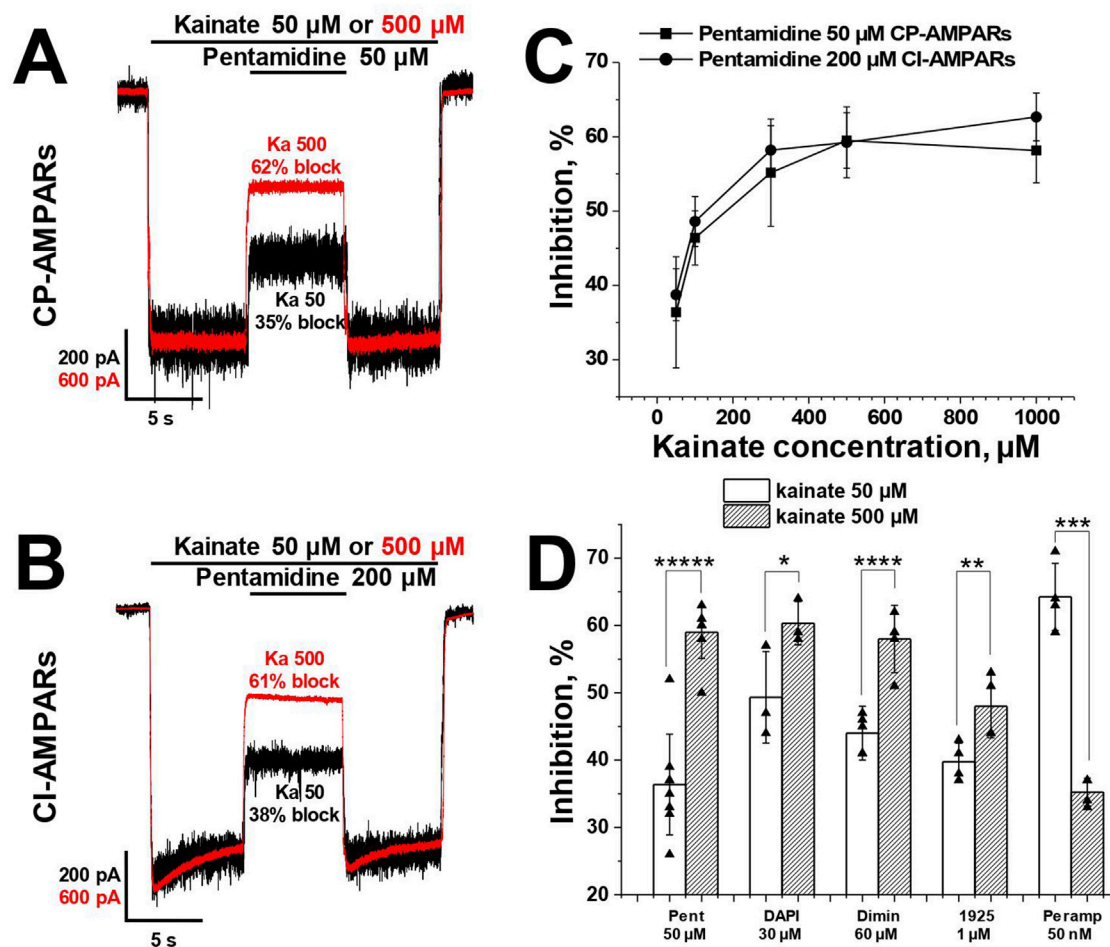 A
Kainate 50 µM or 500 µM
Pentamidine 50 µM
CP-AMPARs
Ka 500
62% block
Ka 50
35% block
200 pA
600 pA
5 s
B
Kainate 50 µM or 500 µM
Pentamidine 200 µM
CI-AMPARs
Ka 500
61% block
Ka 50
38% block
200 pA
600 pA
5 s
C
Pentamidine 50 µM CP-AMPARs
Pentamidine 200 µM CI-AMPARs
Inhibition, %
70
60
50
40
30
0 200 400 600 800 1000
Kainate concentration, µM
D
kainate 50 µM
kainate 500 µM
Inhibition, %
70
60
50
40
30
20
***** * **** ** ***
Pent DAPI Dimin 1925 Peramp
50 µM 30 µM 60 µM 1 µM 50 nM